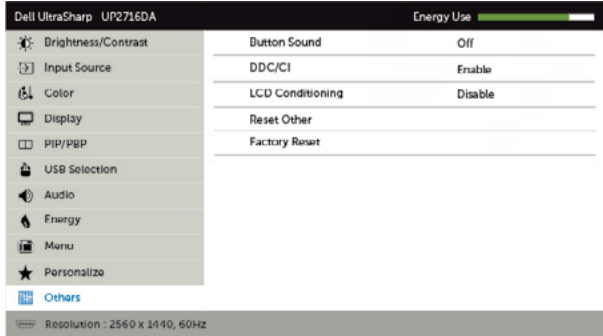 Dell UltraSharp UP2716DA Energy Use
Brightness/Contrast Button Sound Off
Input Source DDC/CI Enable
Color LCD Conditioning Disable
Display Reset Other
PIP/PBP Factory Reset
USB Selection
Audio
Energy
Menu
Personalize
Others
Resolution : 2560 x 1440, 60Hz